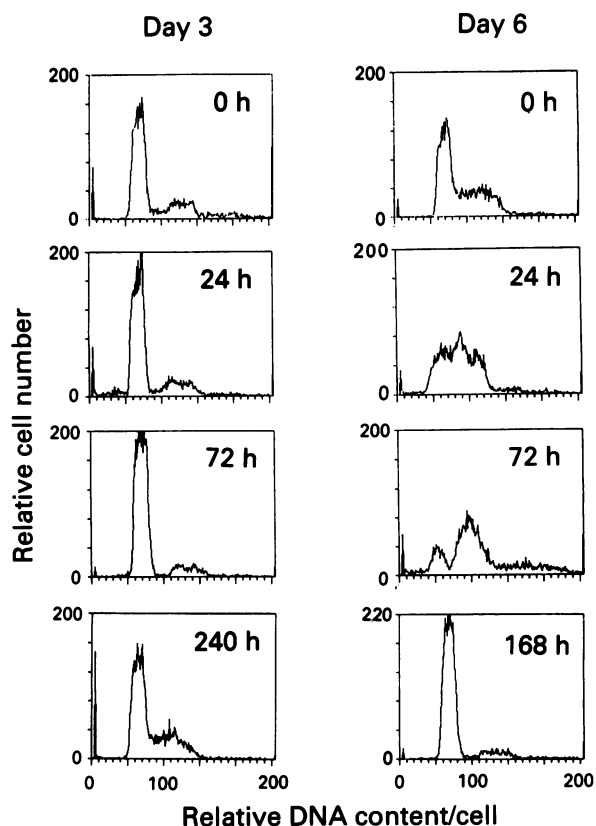 Day 3 Day 6
200 200
0 h 0 h
0 0
200 200
24 h 24 h
0 0
200 200
72 h 72 h
0 0
200 220
240 h 168 h
0 0
0 100 200 0 100 200
Relative cell number
Relative DNA content/cell